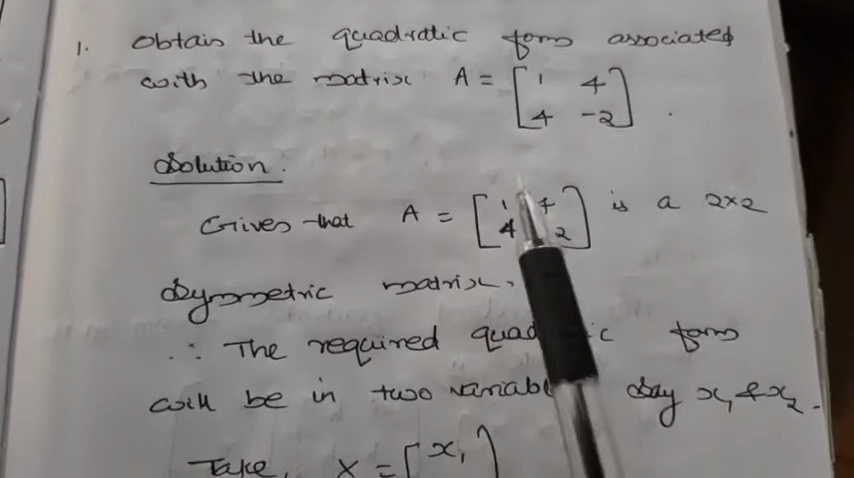 1. Obtain the quadratic form associated
with the matrix A = [1 4
4 -2].
Solution.
Given that A = [1 4
4 2] is a 2×2
Symmetric matrix.
∴ The required quad ic form
will be in two variabl Say x₁ & x₂.
Take, X = [x₁]